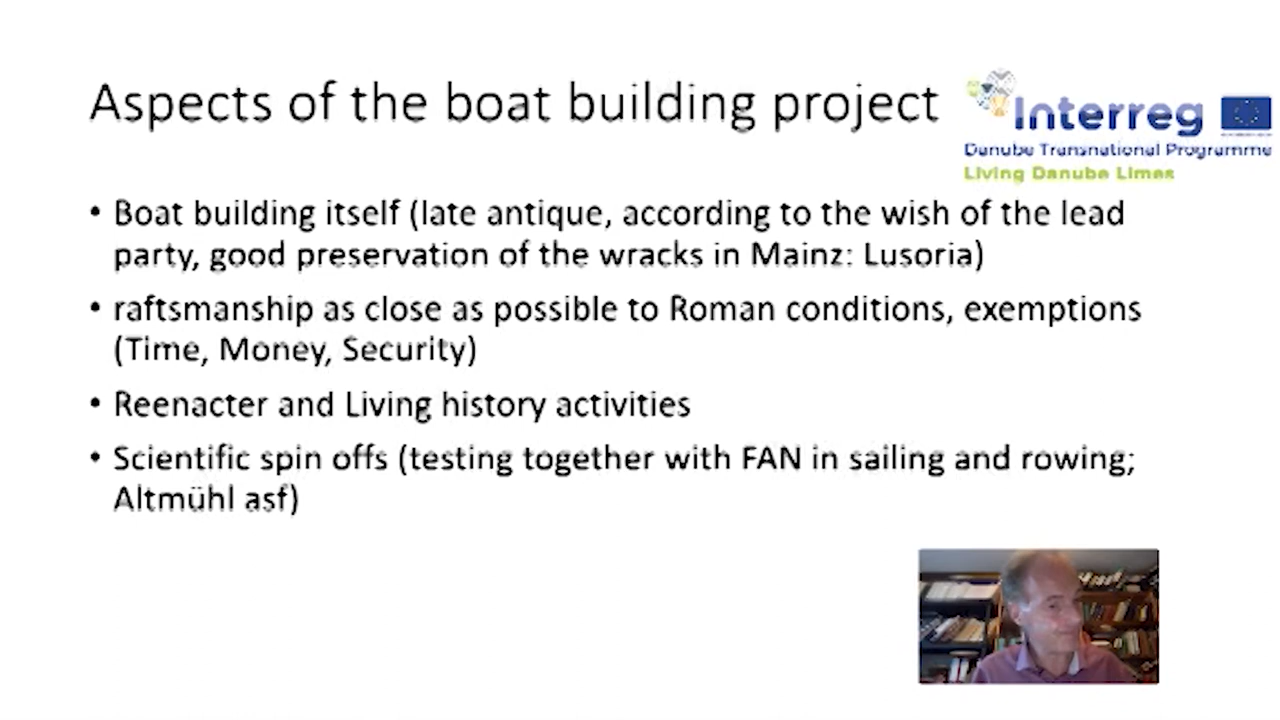 Aspects of the boat building project
Interreg
Danube Transnational Programme
Living Danube Limes
• Boat building itself (late antique, according to the wish of the lead
party, good preservation of the wracks in Mainz: Lusoria)
• raftsmanship as close as possible to Roman conditions, exemptions
(Time, Money, Security)
• Reenacter and Living history activities
• Scientific spin offs (testing together with FAN in sailing and rowing;
Altmühl asf)